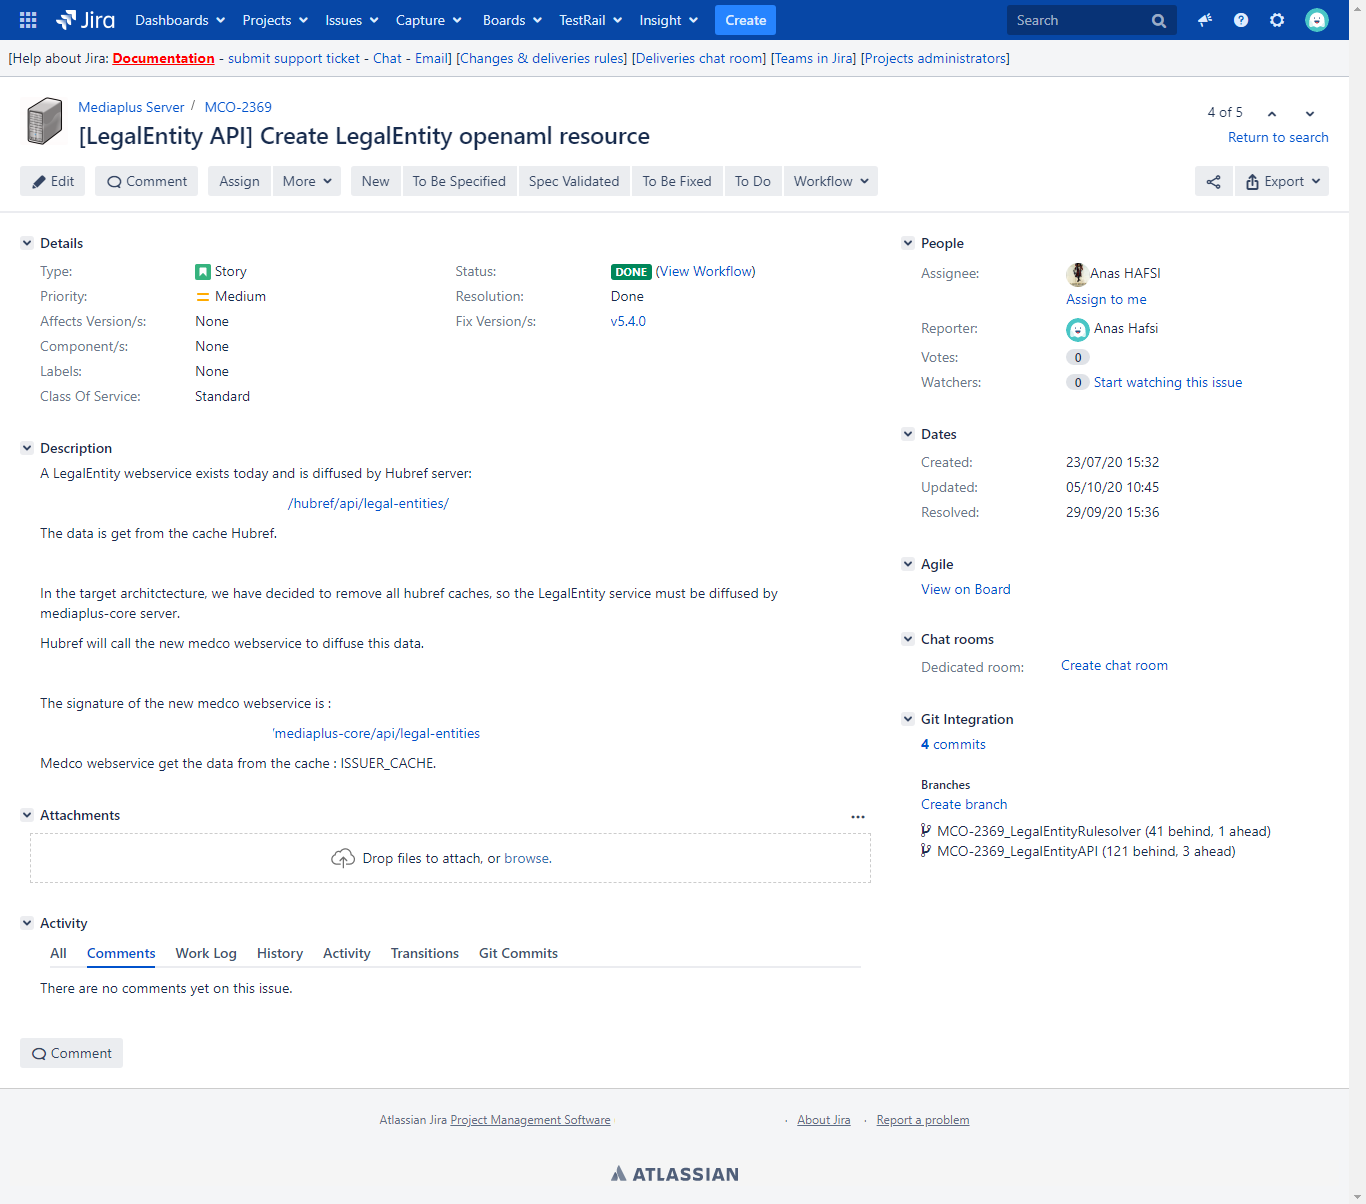 Jira Dashboards Projects Issues Capture Boards TestRail Insight Create Search
[Help about Jira: Documentation - submit support ticket - Chat - Email] [Changes & deliveries rules] [Deliveries chat room] [Teams in Jira] [Projects administrators]
Mediaplus Server / MCO-2369
[LegalEntity API] Create LegalEntity openaml resource
4 of 5
Return to search
Edit Comment Assign More New To Be Specified Spec Validated To Be Fixed To Do Workflow Export
Details
Type: Story
Status: DONE (View Workflow)
Priority: Medium
Resolution: Done
Affects Version/s: None
Fix Version/s: v5.4.0
Component/s: None
Labels: None
Class Of Service: Standard
Description
A LegalEntity webservice exists today and is diffused by Hubref server:
/hubref/api/legal-entities/
The data is get from the cache Hubref.
In the target architctecture, we have decided to remove all hubref caches, so the LegalEntity service must be diffused by
mediaplus-core server.
Hubref will call the new medco webservice to diffuse this data.
The signature of the new medco webservice is :
'mediaplus-core/api/legal-entities
Medco webservice get the data from the cache : ISSUER_CACHE.
Attachments
Drop files to attach, or browse.
Activity
All Comments Work Log History Activity Transitions Git Commits
There are no comments yet on this issue.
Comment
People
Assignee: Anas HAFSI
Assign to me
Reporter: Anas Hafsi
Votes: 0
Watchers: 0 Start watching this issue
Dates
Created: 23/07/20 15:32
Updated: 05/10/20 10:45
Resolved: 29/09/20 15:36
Agile
View on Board
Chat rooms
Dedicated room: Create chat room
Git Integration
4 commits
Branches
Create branch
MCO-2369_LegalEntityRulesolver (41 behind, 1 ahead)
MCO-2369_LegalEntityAPI (121 behind, 3 ahead)
Atlassian Jira Project Management Software · About Jira · Report a problem
ATLASSIAN